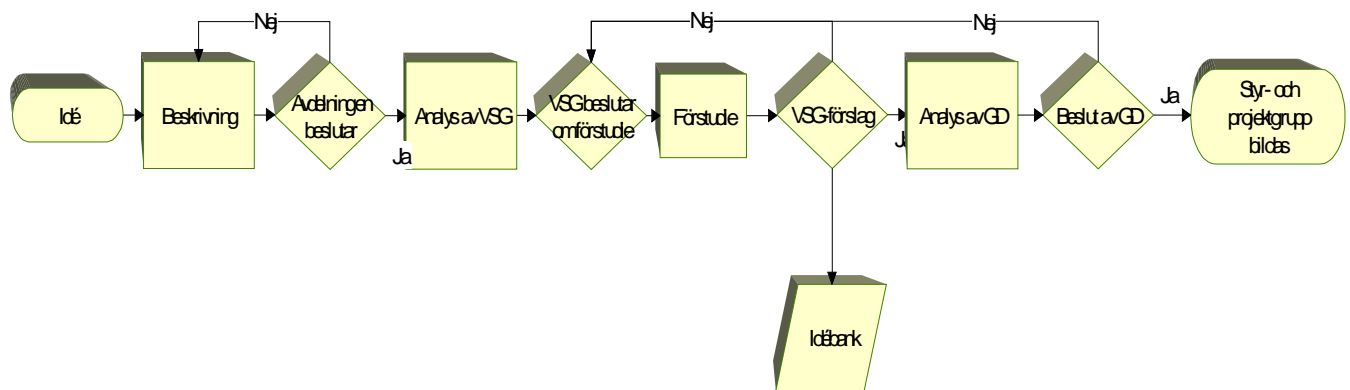 Nej
Nej
Nej
Idé
Beskrivning
Avdelningen
beslutar
Ja
Analys av VSG
VSG beslutar
om förstudie
Förstudie
VSG-förslag
Ja
Analys av GD
Beslut av GD
Ja
Styr- och
projektgrupp
bildas
Idébank